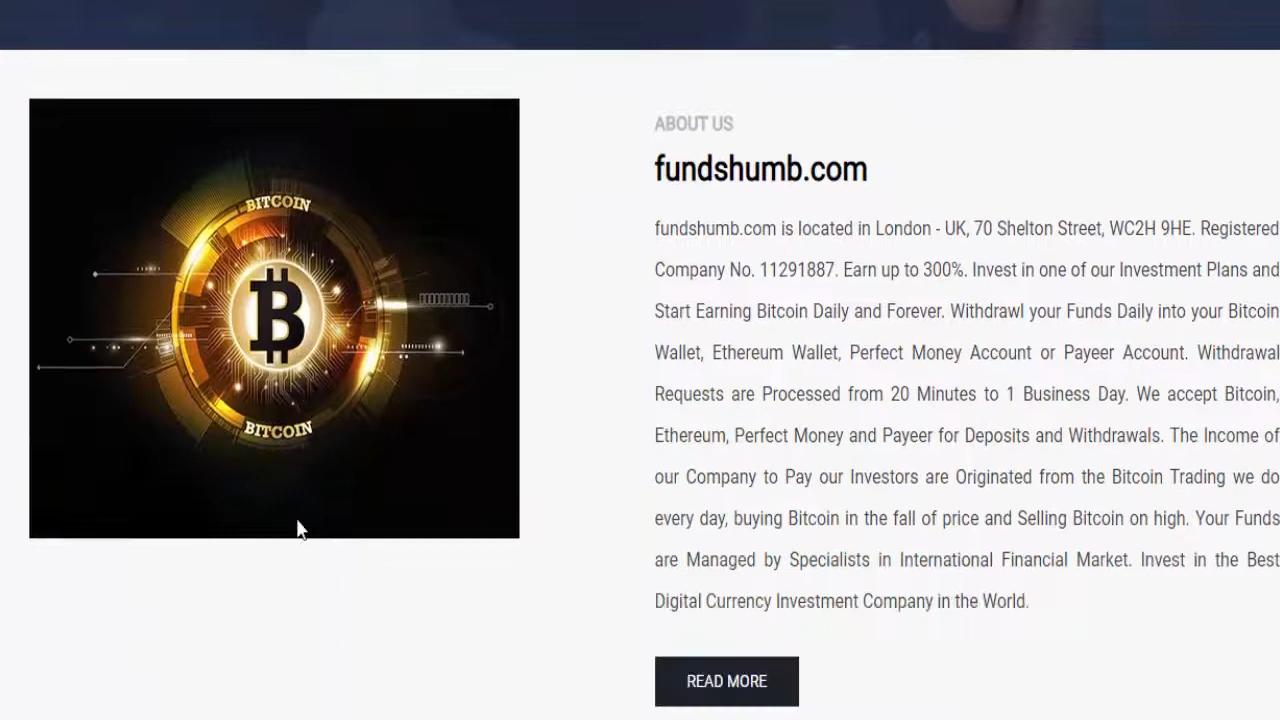 BITCOIN
BITCOIN
ABOUT US
fundshumb.com
fundshumb.com is located in London - UK, 70 Shelton Street, WC2H 9HE. Registered
Company No. 11291887. Earn up to 300%. Invest in one of our Investment Plans and
Start Earning Bitcoin Daily and Forever. Withdrawl your Funds Daily into your Bitcoin
Wallet, Ethereum Wallet, Perfect Money Account or Payeer Account. Withdrawal
Requests are Processed from 20 Minutes to 1 Business Day. We accept Bitcoin,
Ethereum, Perfect Money and Payeer for Deposits and Withdrawals. The Income of
our Company to Pay our Investors are Originated from the Bitcoin Trading we do
every day, buying Bitcoin in the fall of price and Selling Bitcoin on high. Your Funds
are Managed by Specialists in International Financial Market. Invest in the Best
Digital Currency Investment Company in the World.
READ MORE